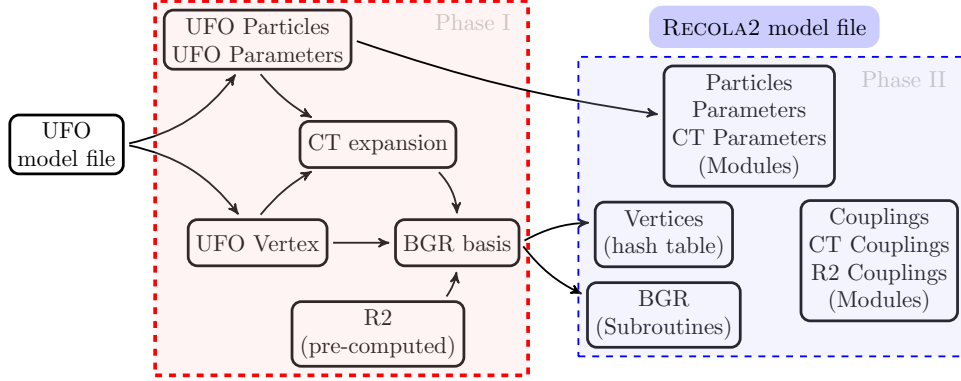 UFO
model file
Phase I
UFO Particles
UFO Parameters
CT expansion
UFO Vertex
BGR basis
R2
(pre-computed)
RECOLA2 model file
Phase II
Particles
Parameters
CT Parameters
(Modules)
Vertices
(hash table)
BGR
(Subroutines)
Couplings
CT Couplings
R2 Couplings
(Modules)